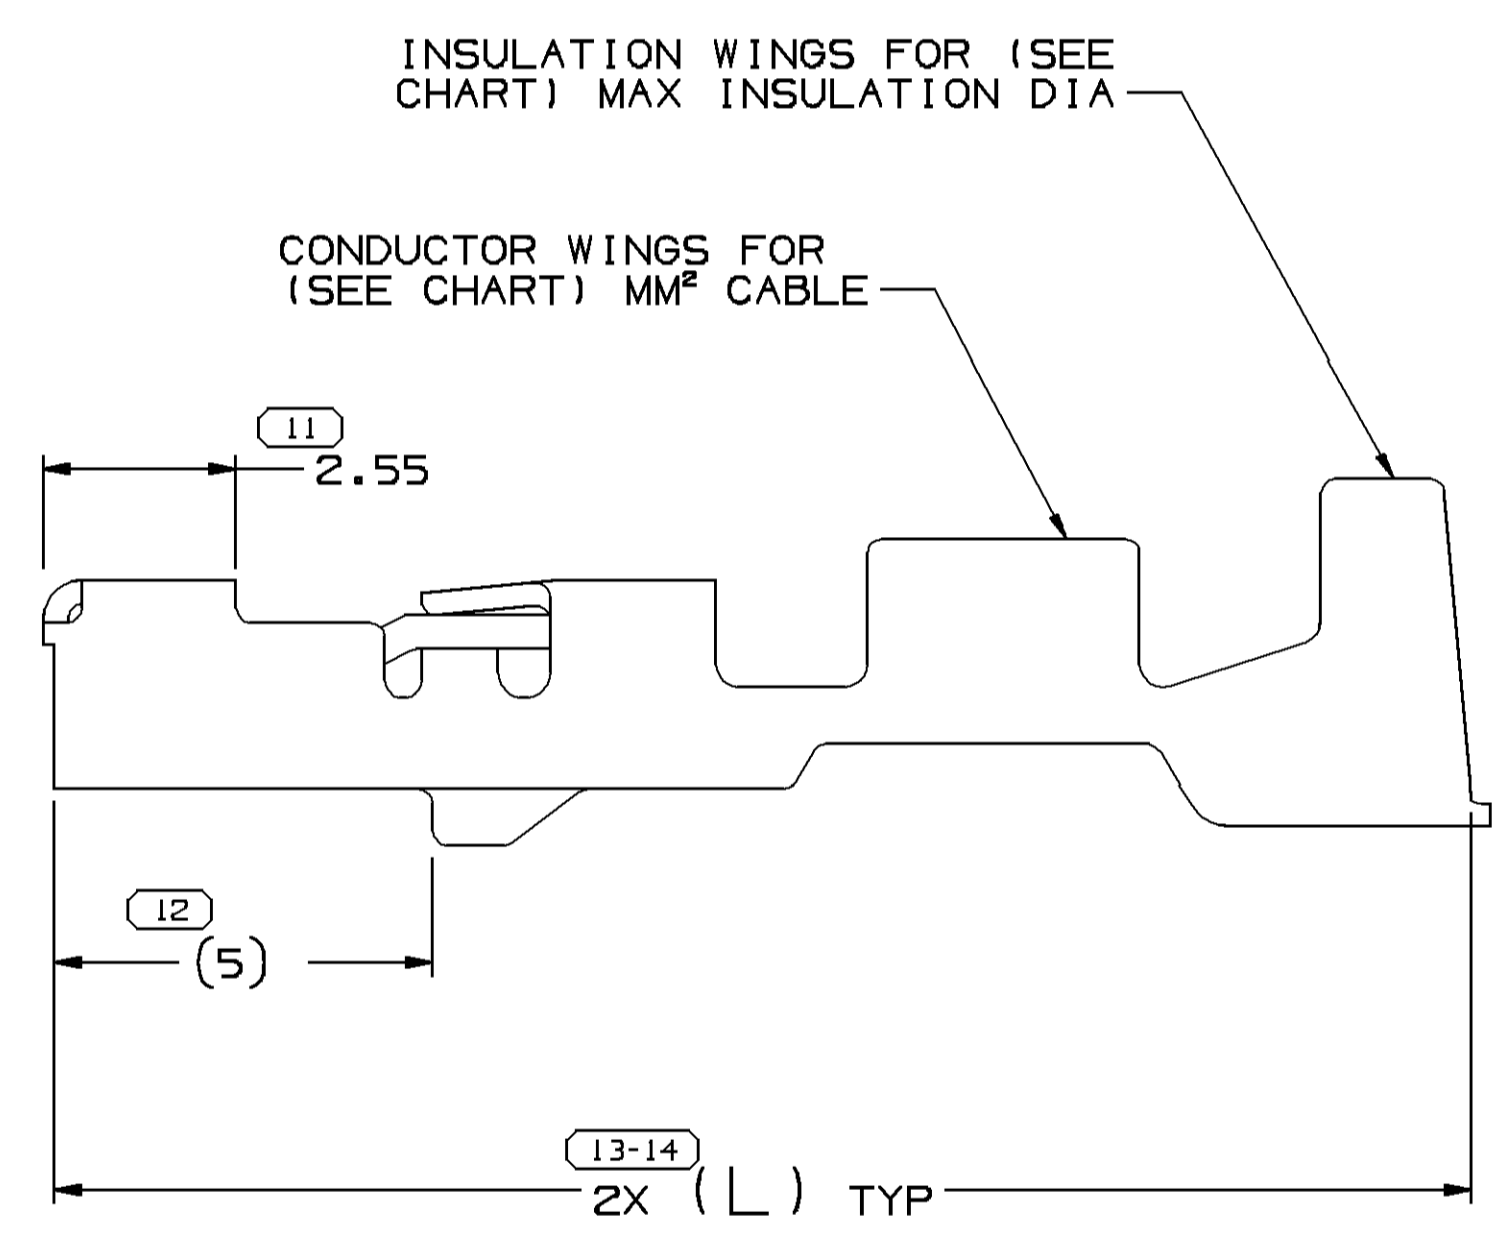 INSULATION WINGS FOR (SEE
CHART) MAX INSULATION DIA
CONDUCTOR WINGS FOR
(SEE CHART) MM² CABLE
11
2.55
12
(5)
13-14
2X (L) TYP